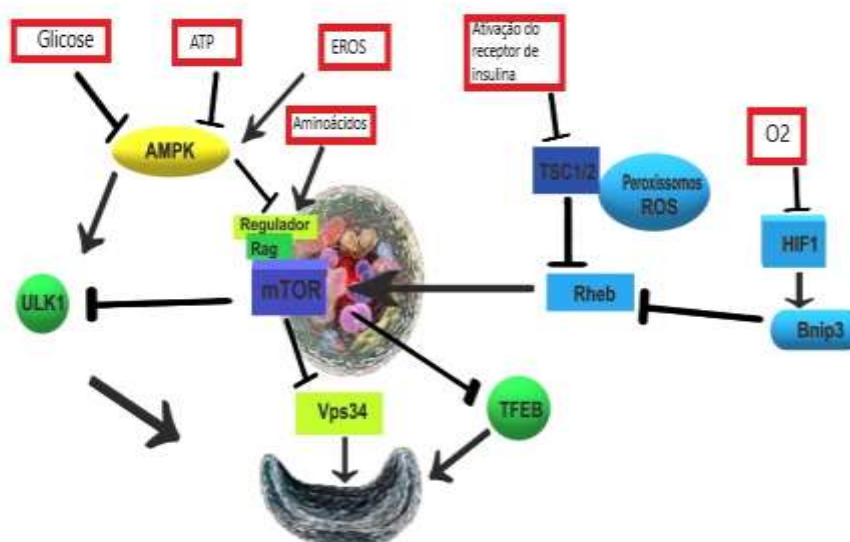 Glicose
ATP
EROS
Ativação do
receptor de
insulina
Aminoácidos
O2
AMPK
TSC1/2
Peroxissomos
ROS
Regulador
Rag
HIF1
mTOR
ULK1
Rheb
Bnip3
Vps34
TFEB